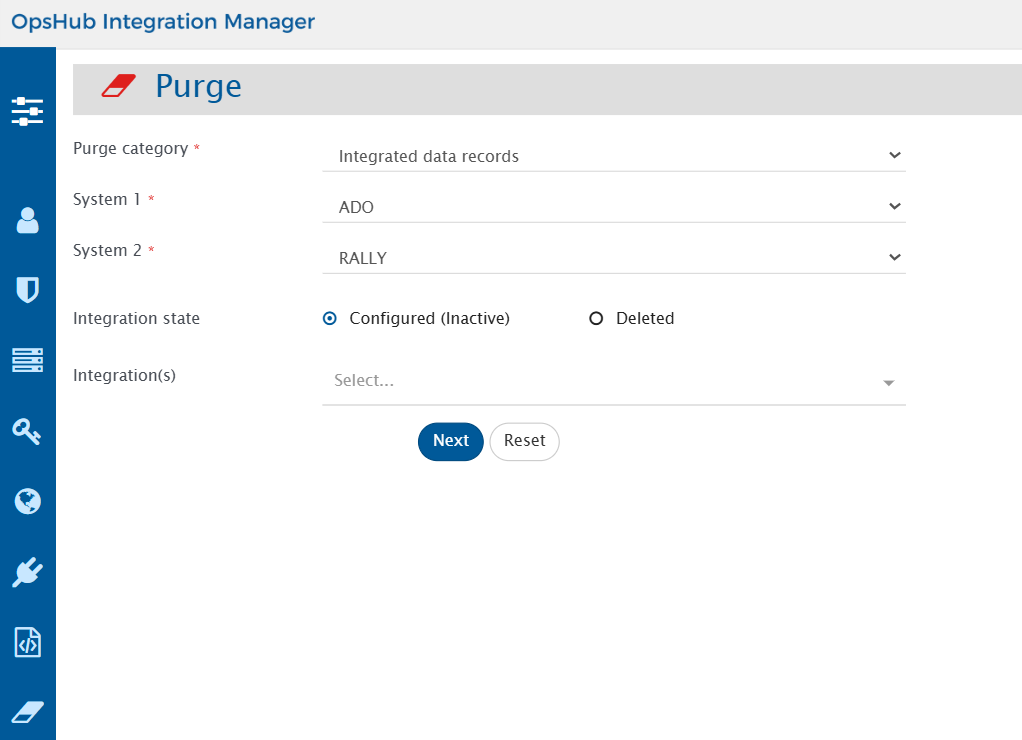 OpsHub Integration Manager
Purge
Purge category *
Integrated data records
System 1 *
ADO
System 2 *
RALLY
Integration state
Configured (Inactive)
Deleted
Integration(s)
Select...
Next
Reset